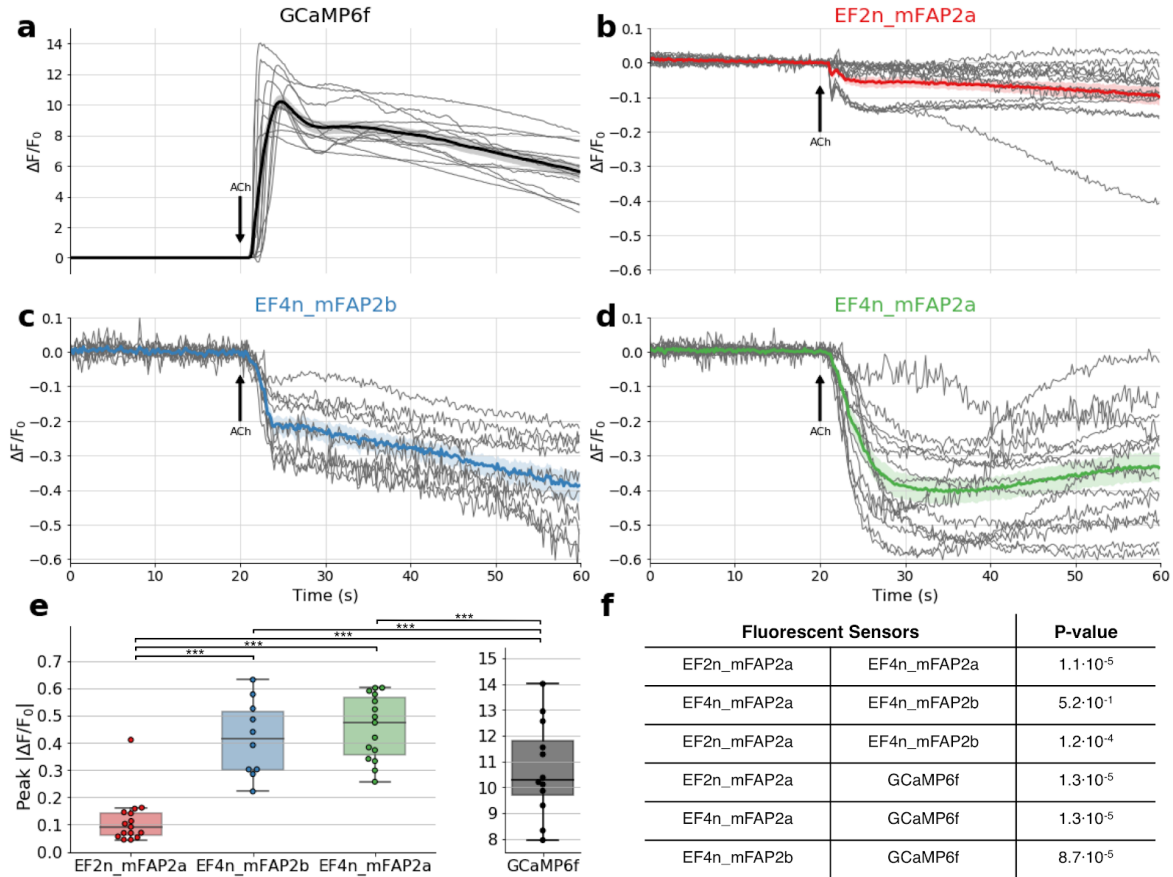 a
GCaMP6f
14
12
10
8
6
4
2
0
ΔF/F0
ACh
b
EF2n_mFAP2a
0.1
0.0
−0.1
−0.2
−0.3
−0.4
−0.5
−0.6
ΔF/F0
ACh
c
EF4n_mFAP2b
0.1
0.0
−0.1
−0.2
−0.3
−0.4
−0.5
−0.6
ΔF/F0
ACh
0 10 20 30 40 50 60
Time (s)
d
EF4n_mFAP2a
0.1
0.0
−0.1
−0.2
−0.3
−0.4
−0.5
−0.6
ΔF/F0
ACh
0 10 20 30 40 50 60
Time (s)
e
***
***
***
***
***
0.7
0.6
0.5
0.4
0.3
0.2
0.1
0.0
Peak |ΔF/F0|
EF2n_mFAP2a EF4n_mFAP2b EF4n_mFAP2a
15
14
13
12
11
10
9
8
GCaMP6f
f
Fluorescent Sensors P-value
EF2n_mFAP2a EF4n_mFAP2a 1.1·10-5
EF4n_mFAP2a EF4n_mFAP2b 5.2·10-1
EF2n_mFAP2a EF4n_mFAP2b 1.2·10-4
EF2n_mFAP2a GCaMP6f 1.3·10-5
EF4n_mFAP2a GCaMP6f 1.3·10-5
EF4n_mFAP2b GCaMP6f 8.7·10-5